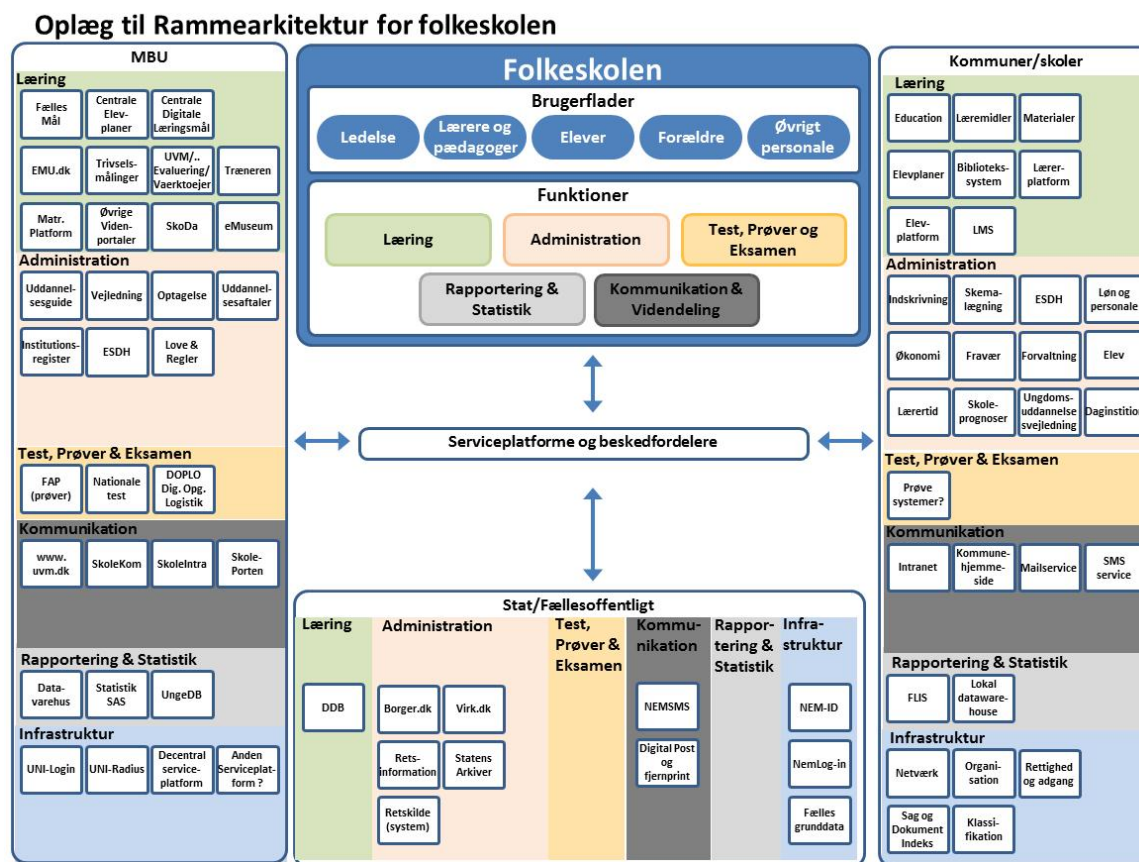 Oplæg til Rammearkitektur for folkeskolen
MBU
Læring
Fælles
Mål
Centrale
Elev-
planer
Centrale
Digitale
Læringsmål
EMU.dk
Trivsels-
målinger
UVM/..
Evaluering/
Vaerktoejer
Træneren
Matr.
Platform
Øvrige
Viden-
portaler
SkoDa
eMuseum
Administration
Uddannel-
sesguide
Vejledning
Optagelse
Uddannel-
sesaftaler
Institutions-
register
ESDH
Love &
Regler
Test, Prøver & Eksamen
FAP
(prøver)
Nationale
test
DOPLO
Dig. Opg.
Logistik
Kommunikation
www.
uvm.dk
SkoleKom
SkoleIntra
Skole-
Porten
Rapportering & Statistik
Data-
varehus
Statistik
SAS
UngeDB
Infrastruktur
UNI-Login
UNI-Radius
Decentral
service-
platform
Anden
Serviceplat-
form ?
Folkeskolen
Brugerflader
Ledelse
Lærere og
pædagoger
Elever
Forældre
Øvrigt
personale
Funktioner
Læring
Administration
Test, Prøver og
Eksamen
Rapportering &
Statistik
Kommunikation &
Videndeling
Serviceplatforme og beskedfordelere
Stat/Fællesoffentligt
Læring
DDB
Administration
Borger.dk
Virk.dk
Rets-
information
Statens
Arkiver
Retskilde
(system)
Test,
Prøver &
Eksamen
Kommu-
nikation
NEMSMS
Digital Post
og
fjernprint
Rappor-
tering &
Statistik
Infra-
struktur
NEM-ID
NemLog-in
Fælles
grunddata
Kommuner/skoler
Læring
Education
Læremidler
Materialer
Elevplaner
Biblioteks-
system
Lærer-
platform
Elev-
platform
LMS
Administration
Indskrivning
Skema-
lægning
ESDH
Løn og
personale
Økonomi
Fravær
Forvaltning
Elev
Lærertid
Skole-
prognoser
Ungdoms-
uddannelse
svejledning
Daginstition
Test, Prøver & Eksamen
Prøve
systemer?
Kommunikation
Intranet
Kommune-
hjemme-
side
Mailservice
SMS
service
Rapportering & Statistik
FLIS
Lokal
dataware-
house
Infrastruktur
Netværk
Organi-
sation
Rettighed
og adgang
Sag og
Dokument
Indeks
Klassi-
fikation